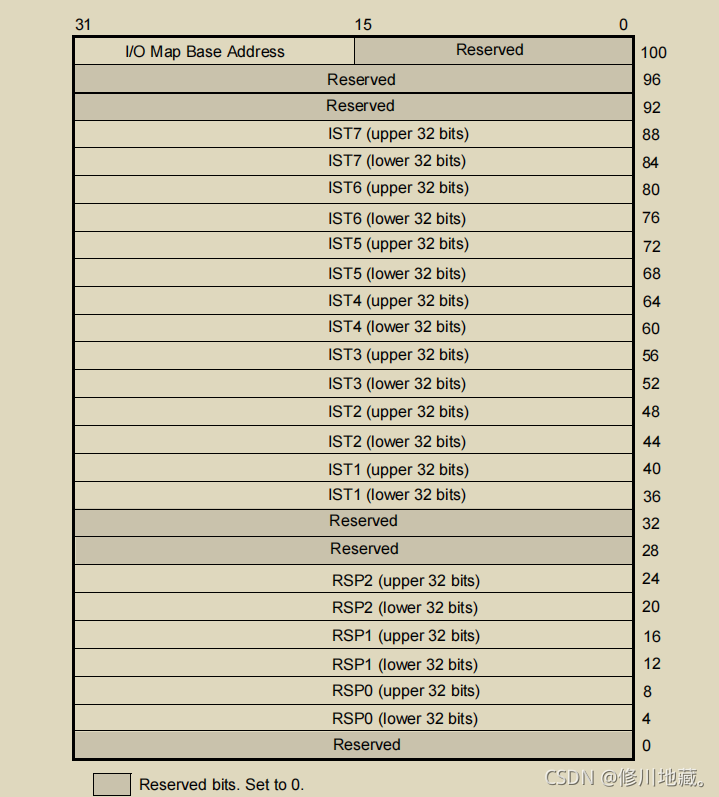 31 15 0
I/O Map Base Address Reserved 100
Reserved 96
Reserved 92
IST7 (upper 32 bits) 88
IST7 (lower 32 bits) 84
IST6 (upper 32 bits) 80
IST6 (lower 32 bits) 76
IST5 (upper 32 bits) 72
IST5 (lower 32 bits) 68
IST4 (upper 32 bits) 64
IST4 (lower 32 bits) 60
IST3 (upper 32 bits) 56
IST3 (lower 32 bits) 52
IST2 (upper 32 bits) 48
IST2 (lower 32 bits) 44
IST1 (upper 32 bits) 40
IST1 (lower 32 bits) 36
Reserved 32
Reserved 28
RSP2 (upper 32 bits) 24
RSP2 (lower 32 bits) 20
RSP1 (upper 32 bits) 16
RSP1 (lower 32 bits) 12
RSP0 (upper 32 bits) 8
RSP0 (lower 32 bits) 4
Reserved 0
Reserved bits. Set to 0.
CSDN @修川地藏。